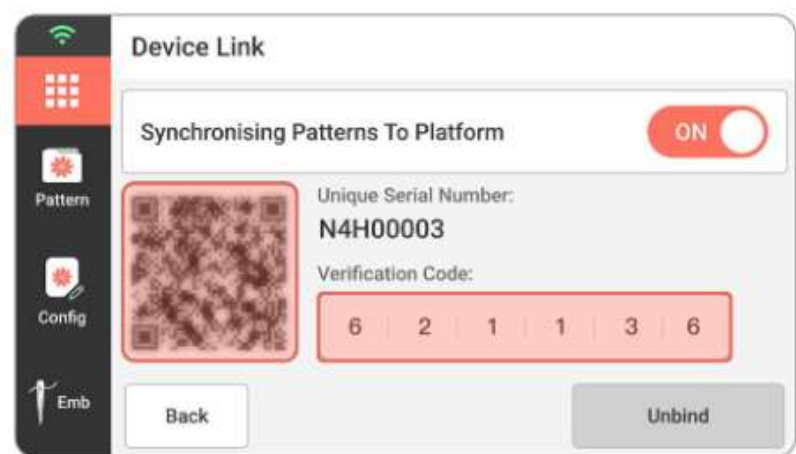 Device Link
Synchronising Patterns To Platform
ON
Pattern
Unique Serial Number:
N4H00003
Verification Code:
6 2 1 1 3 6
Config
Emb
Back
Unbind